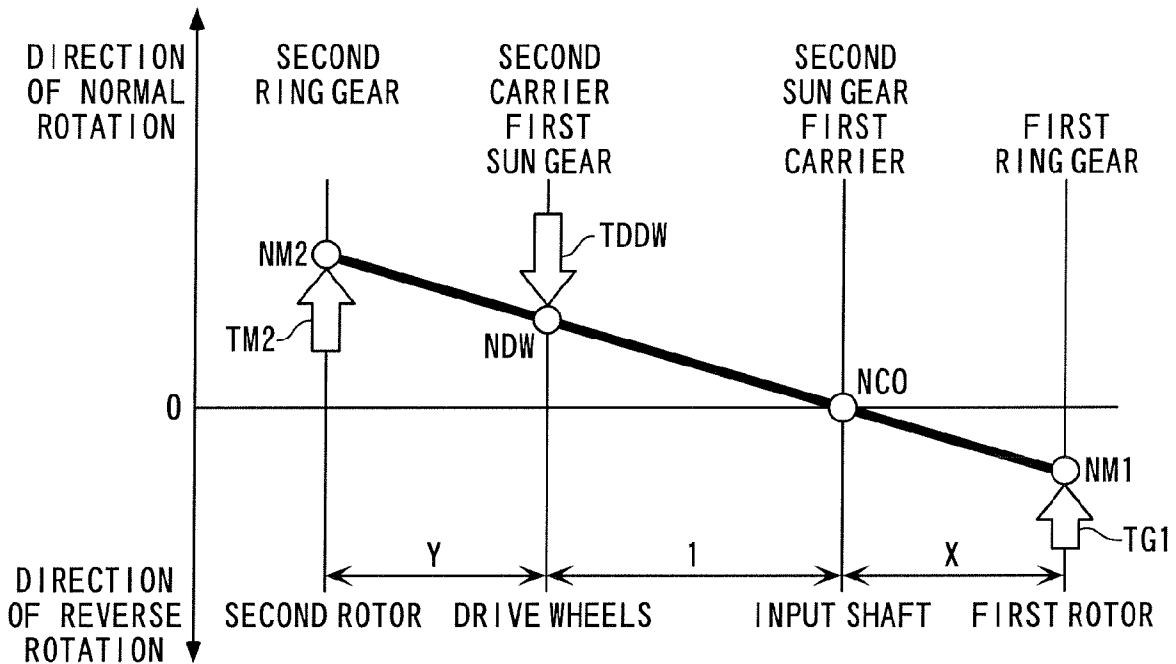 DIRECTION
OF NORMAL
ROTATION
SECOND
RING GEAR
SECOND
CARRIER
FIRST
SUN GEAR
SECOND
SUN GEAR
FIRST
CARRIER
FIRST
RING GEAR
TDDW
NM2
TM2
NDW
NCO
0
NM1
TG1
Y
1
X
DIRECTION
OF REVERSE
ROTATION
SECOND ROTOR
DRIVE WHEELS
INPUT SHAFT
FIRST ROTOR